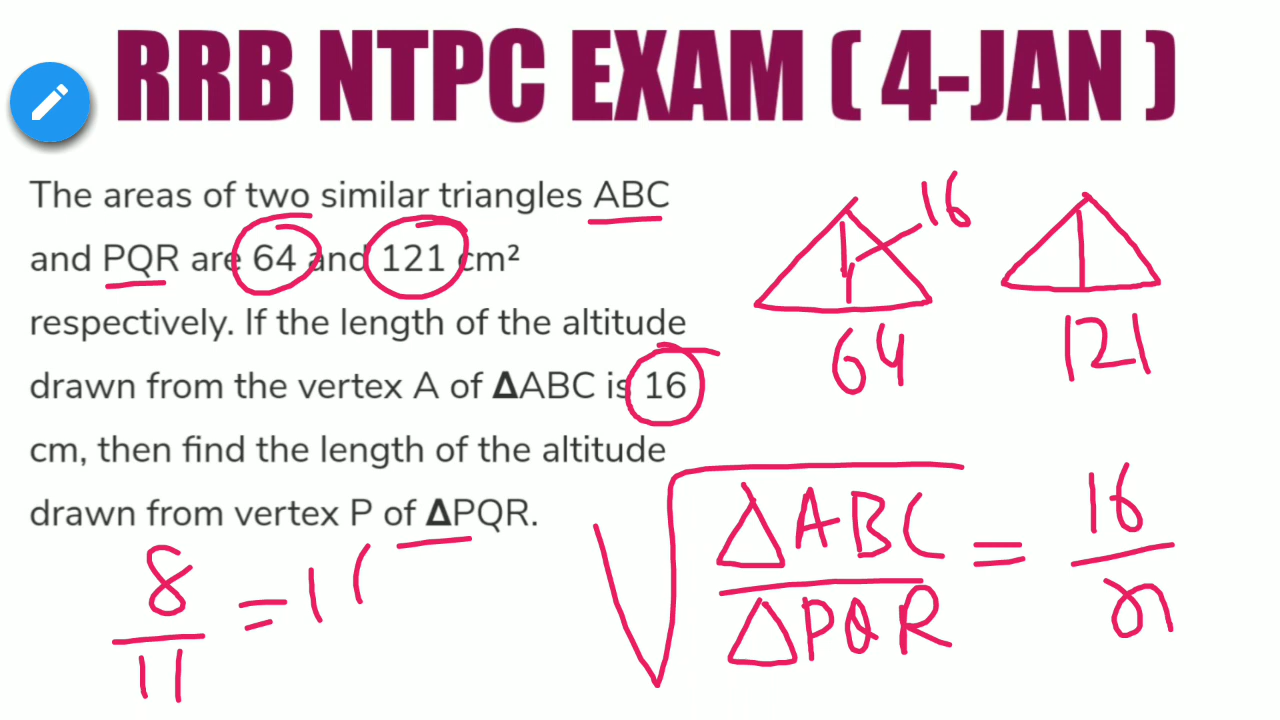 RRB NTPC EXAM ( 4-JAN )
The areas of two similar triangles ABC
and PQR are 64 and 121 cm²
respectively. If the length of the altitude
drawn from the vertex A of ΔABC is 16
cm, then find the length of the altitude
drawn from vertex P of ΔPQR.
16
64
121
√ΔABC
ΔPQR
=
16
x
8
11
= 1